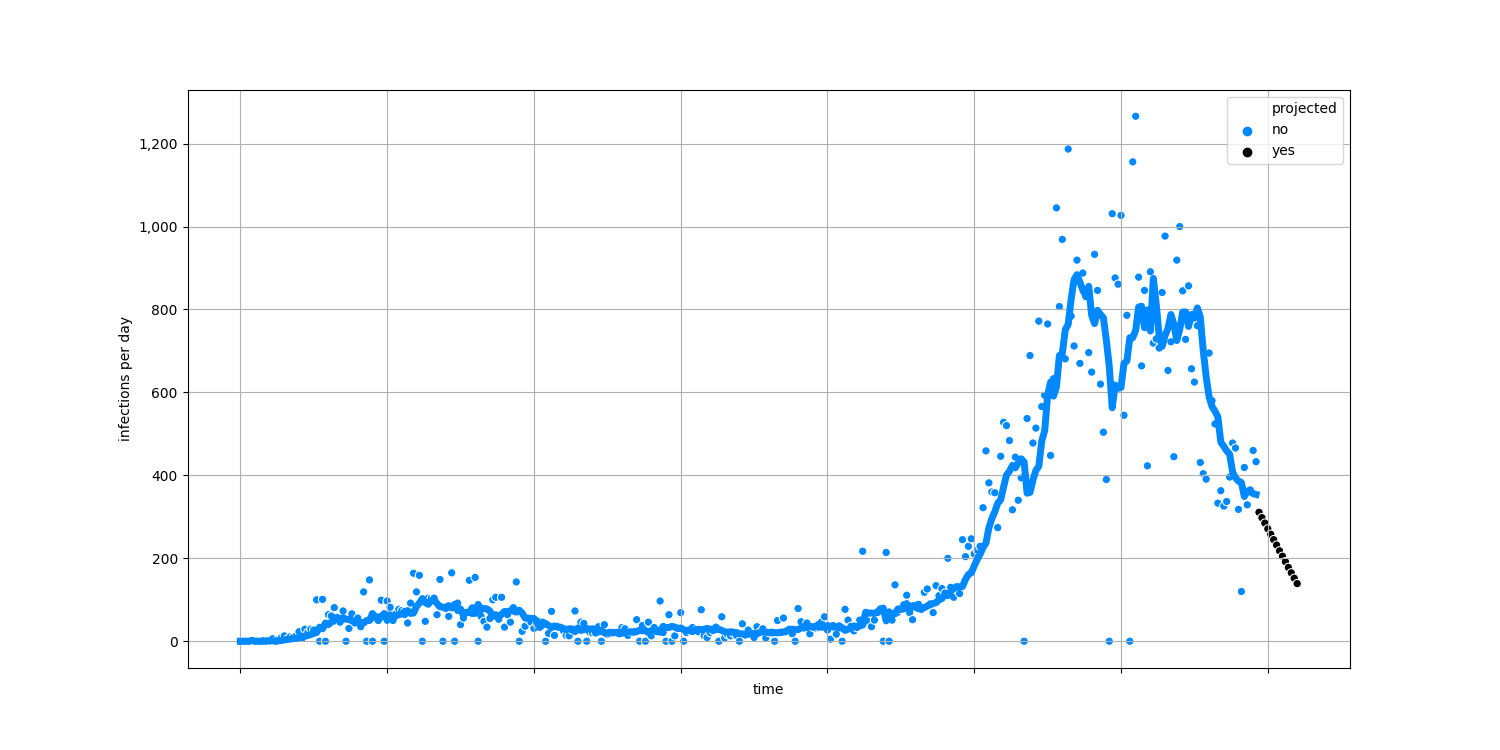 projected
no
yes
1,200
1,000
800
600
400
200
0
infections per day
time